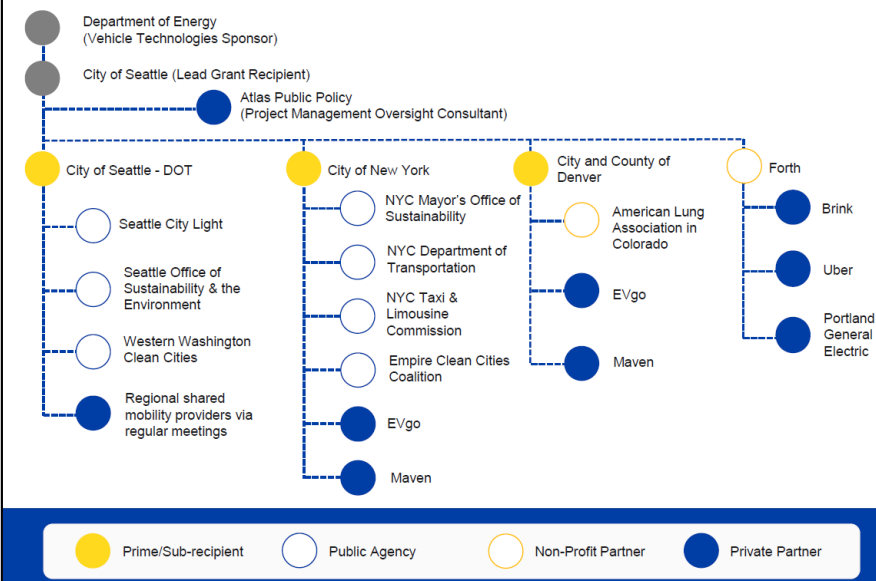 Department of Energy
(Vehicle Technologies Sponsor)
City of Seattle (Lead Grant Recipient)
Atlas Public Policy
(Project Management Oversight Consultant)
City of Seattle - DOT
Seattle City Light
Seattle Office of
Sustainability & the
Environment
Western Washington
Clean Cities
Regional shared
mobility providers via
regular meetings
City of New York
NYC Mayor's Office of
Sustainability
NYC Department of
Transportation
NYC Taxi &
Limousine
Commission
Empire Clean Cities
Coalition
EVgo
Maven
City and County of
Denver
American Lung
Association in
Colorado
EVgo
Maven
Forth
Brink
Uber
Portland
General
Electric
Prime/Sub-recipient
Public Agency
Non-Profit Partner
Private Partner